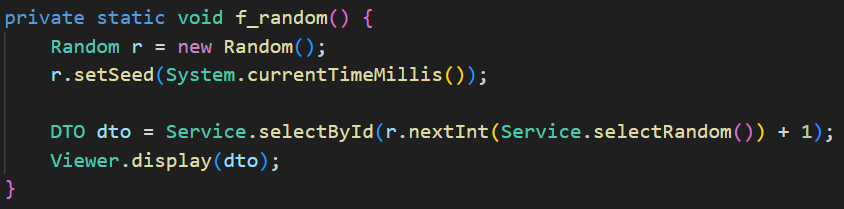 private static void f_random() {
    Random r = new Random();
    r.setSeed(System.currentTimeMillis());

    DTO dto = Service.selectById(r.nextInt(Service.selectRandom()) + 1);
    Viewer.display(dto);
}